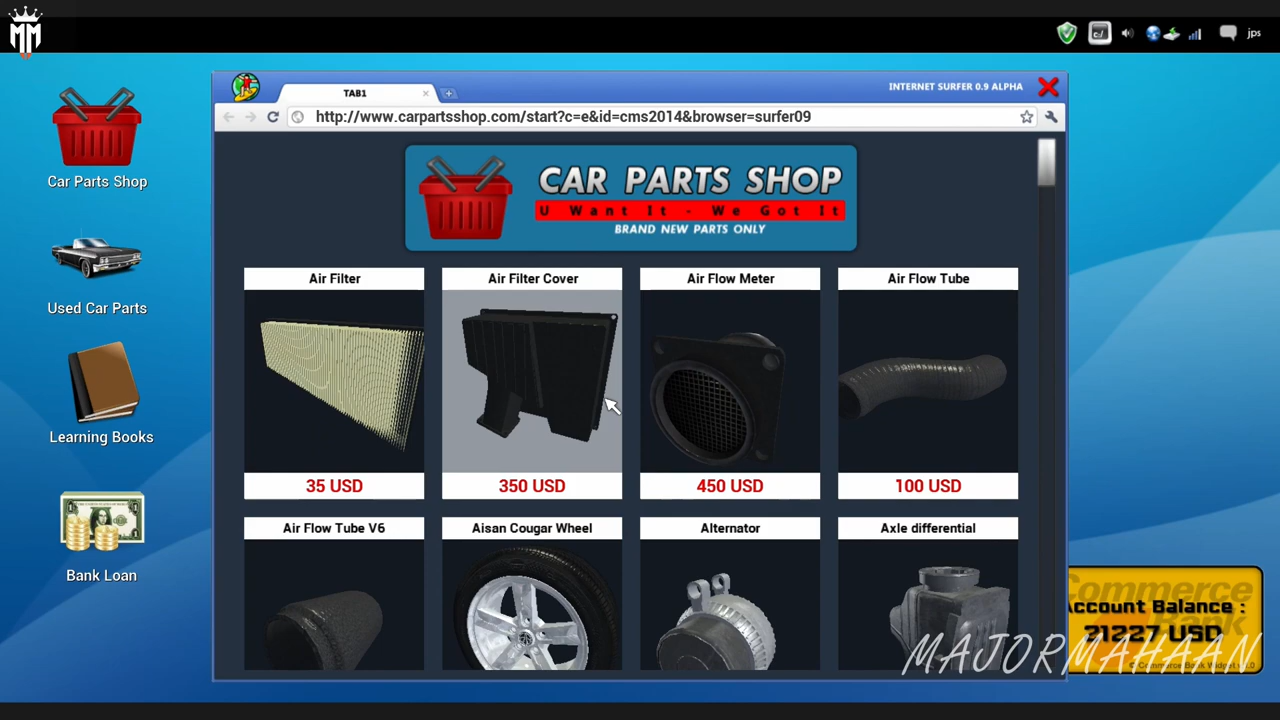 MM
jps
Car Parts Shop
Used Car Parts
Learning Books
Bank Loan
TAB1
INTERNET SURFER 0.9 ALPHA
http://www.carpartsshop.com/start?c=e&id=cms2014&browser=surfer09
CAR PARTS SHOP
U Want It - We Got It
BRAND NEW PARTS ONLY
Air Filter
Air Filter Cover
Air Flow Meter
Air Flow Tube
35 USD
350 USD
450 USD
100 USD
Air Flow Tube V6
Aisan Cougar Wheel
Alternator
Axle differential
Commerce
Bank
Account Balance :
21227 USD
MAJORMAHAAN